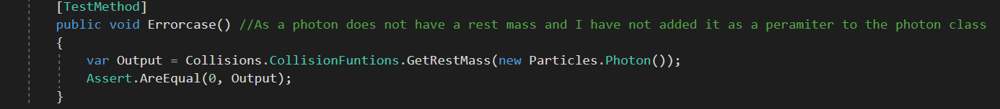 [TestMethod]
public void Errorcase() //As a photon does not have a rest mass and I have not added it as a peramiter to the photon class
{
var Output = Collisions.CollisionFuntions.GetRestMass(new Particles.Photon());
Assert.AreEqual(0, Output);
}